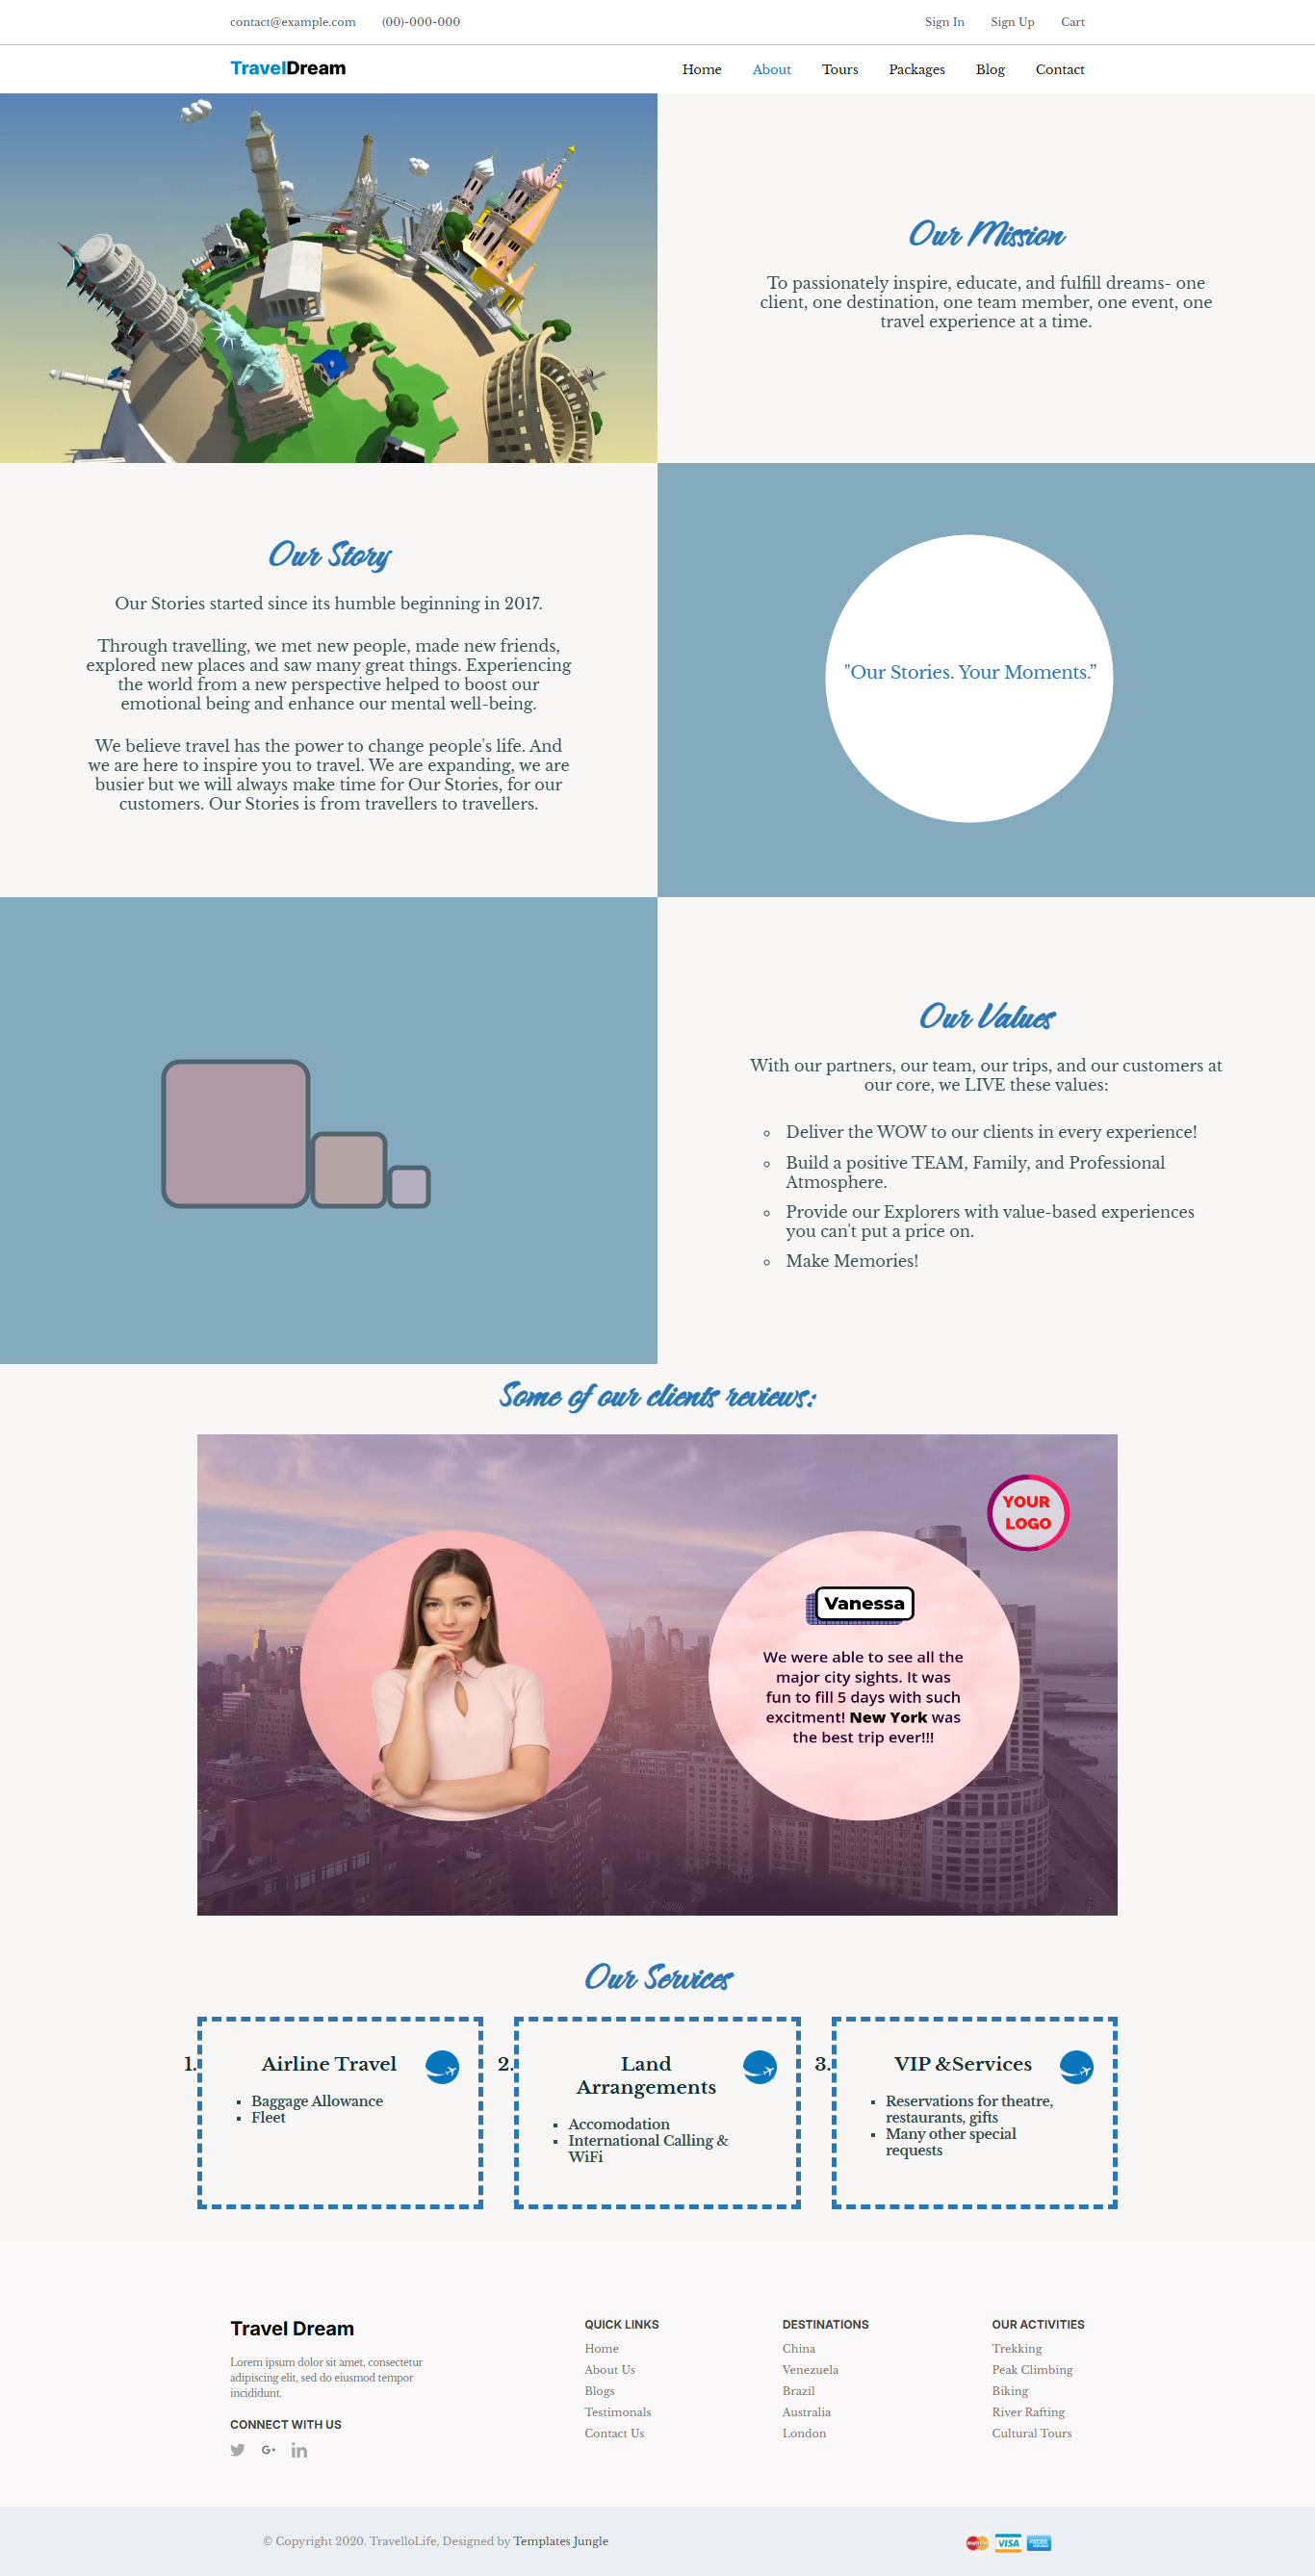 contact@example.com (00)-000-000 Sign In Sign Up Cart
TravelDream Home About Tours Packages Blog Contact
Our Mission
To passionately inspire, educate, and fulfill dreams- one
client, one destination, one team member, one event, one
travel experience at a time.
Our Story
Our Stories started since its humble beginning in 2017.
Through travelling, we met new people, made new friends,
explored new places and saw many great things. Experiencing
the world from a new perspective helped to boost our
emotional being and enhance our mental well-being.
We believe travel has the power to change people's life. And
we are here to inspire you to travel. We are expanding, we are
busier but we will always make time for Our Stories, for our
customers. Our Stories is from travellers to travellers.
"Our Stories. Your Moments.”
Our Values
With our partners, our team, our trips, and our customers at
our core, we LIVE these values:
Deliver the WOW to our clients in every experience!
Build a positive TEAM, Family, and Professional
Atmosphere.
Provide our Explorers with value-based experiences
you can't put a price on.
Make Memories!
Some of our clients reviews:
YOUR
LOGO
Vanessa
We were able to see all the
major city sights. It was
fun to fill 5 days with such
excitment! New York was
the best trip ever!!!
Our Services
1. Airline Travel
▪ Baggage Allowance
▪ Fleet
2. Land
Arrangements
▪ Accomodation
▪ International Calling &
WiFi
3. VIP &Services
▪ Reservations for theatre,
restaurants, gifts
▪ Many other special
requests
Travel Dream
Lorem ipsum dolor sit amet, consectetur
adipiscing elit, sed do eiusmod tempor
incididunt.
CONNECT WITH US
G+ in
QUICK LINKS
Home
About Us
Blogs
Testimonals
Contact Us
DESTINATIONS
China
Venezuela
Brazil
Australia
London
OUR ACTIVITIES
Trekking
Peak Climbing
Biking
River Rafting
Cultural Tours
© Copyright 2020. TravelloLife, Designed by Templates Jungle
VISA